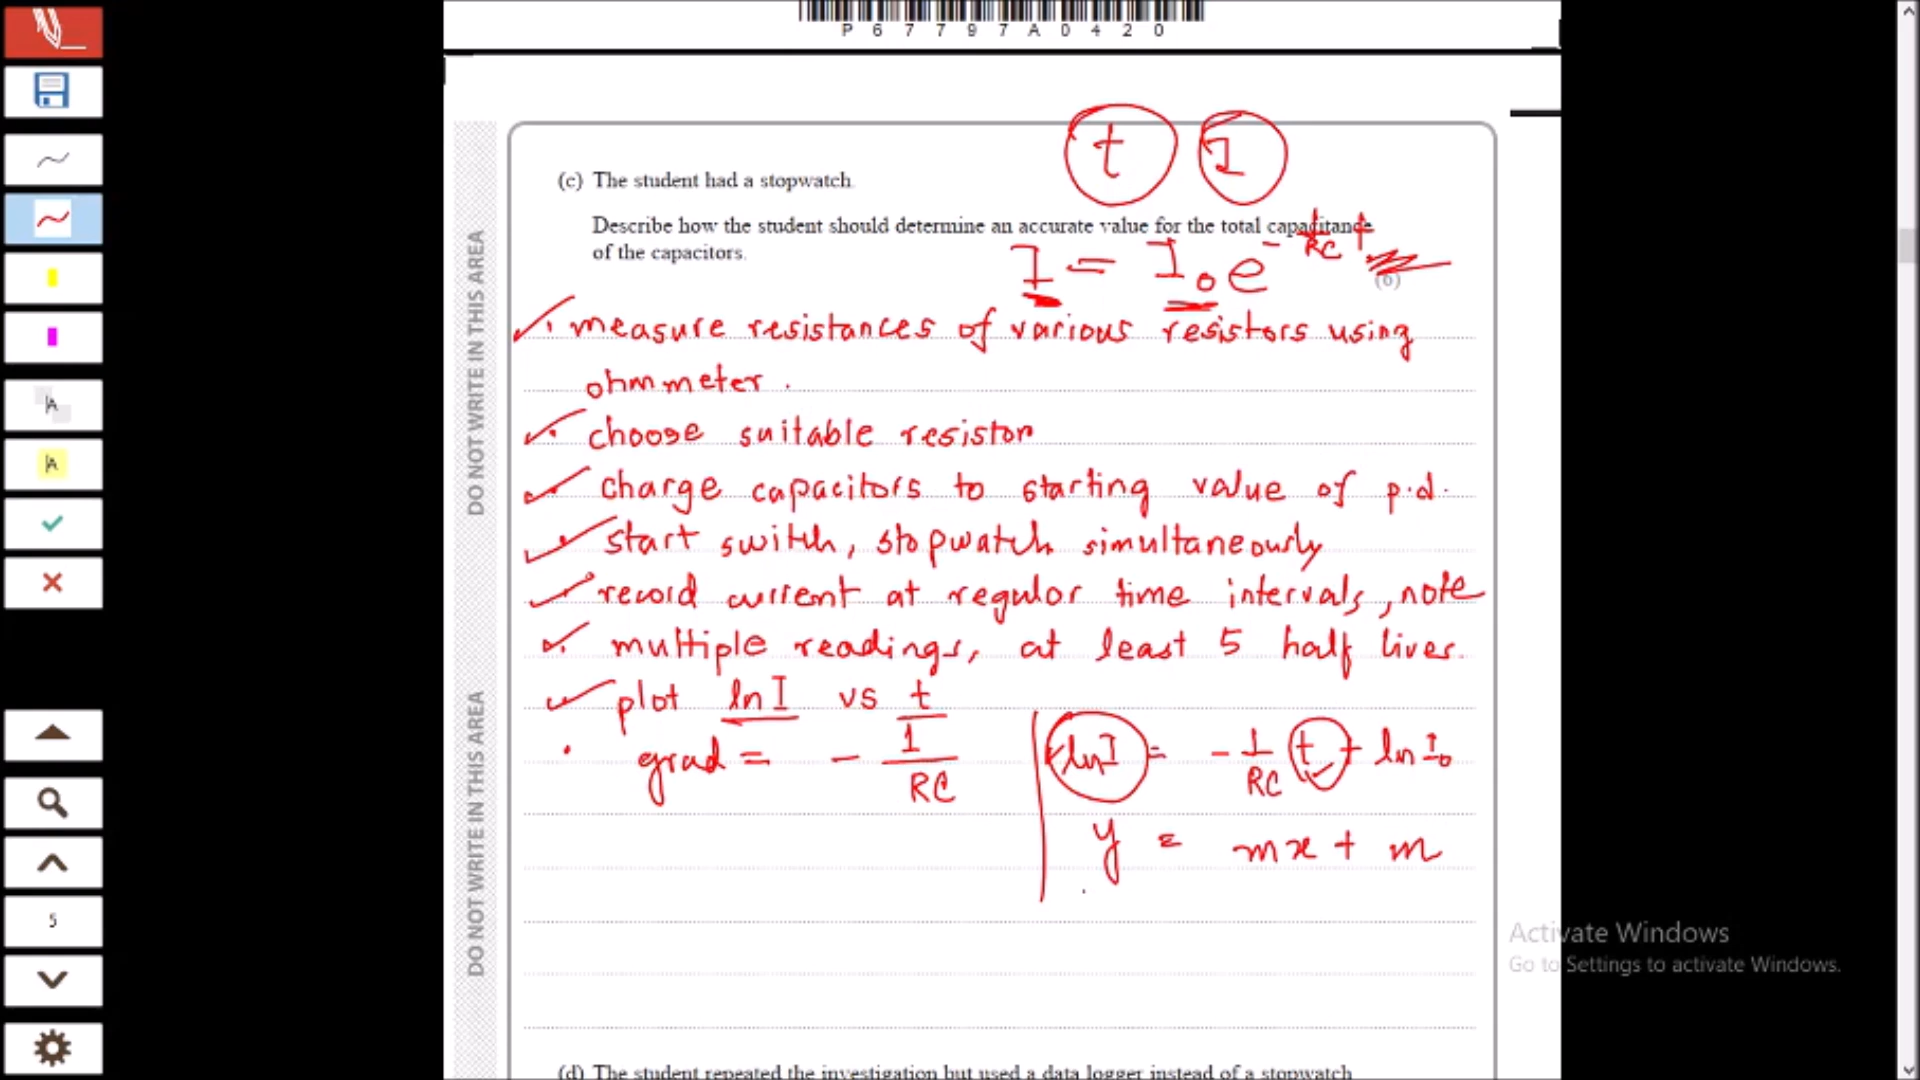 P 6 7 7 9 7 A 0 4 2 0
t I
(c) The student had a stopwatch.
Describe how the student should determine an accurate value for the total capacitance
of the capacitors.
I = I₀ e^(-t/RC)
(6)
· measure resistances of various resistors using
ohmmeter.
· choose suitable resistor
· charge capacitors to starting value of p.d.
· start switch, stopwatch simultaneously
· record current at regular time intervals, note
· multiple readings, at least 5 half lives.
· plot ln I vs t
· grad = - 1/RC
ln I = - 1/RC t + ln I₀
y = mx + m
(d) The student repeated the investigation but used a data logger instead of a stopwatch
DO NOT WRITE IN THIS AREA
DO NOT WRITE IN THIS AREA
A
A
5
Activate Windows
Go to Settings to activate Windows.